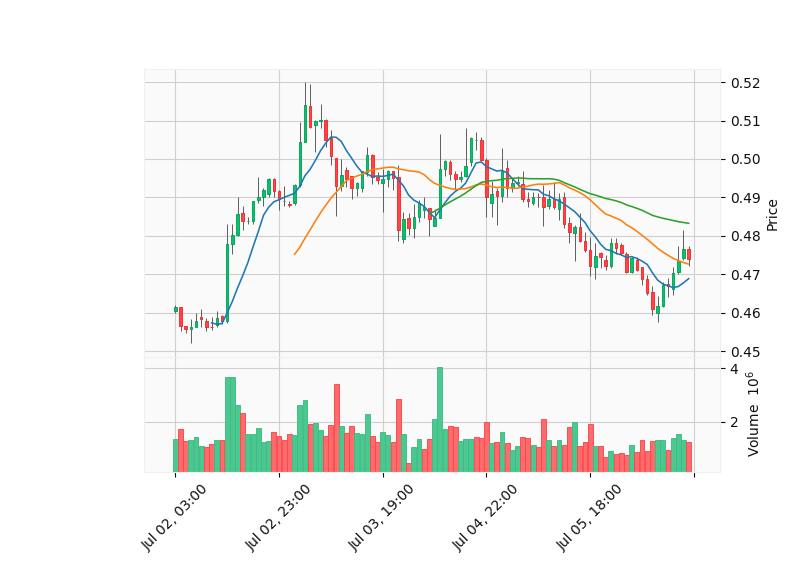 0.52
0.51
0.50
0.49
0.48
0.47
0.46
0.45
Price
4
2
Volume 10^6
Jul 02, 03:00
Jul 02, 23:00
Jul 03, 19:00
Jul 04, 22:00
Jul 05, 18:00